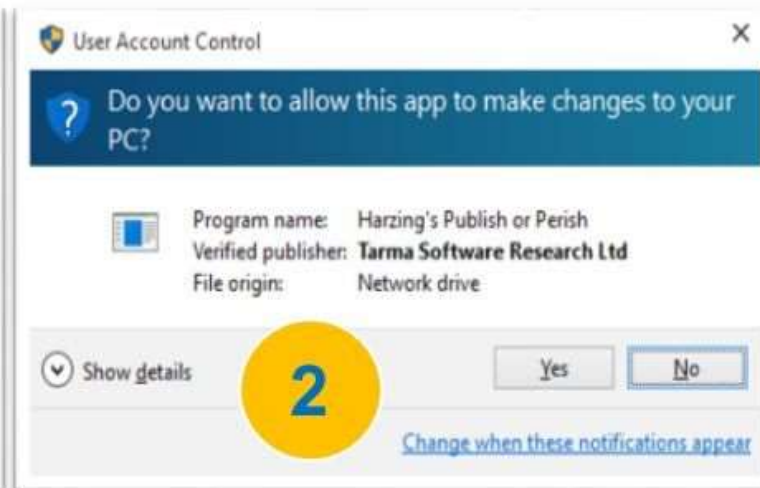 User Account Control
Do you want to allow this app to make changes to your
PC?
Program name: Harzing's Publish or Perish
Verified publisher: Tarma Software Research Ltd
File origin: Network drive
Show details
Yes No
2
Change when these notifications appear